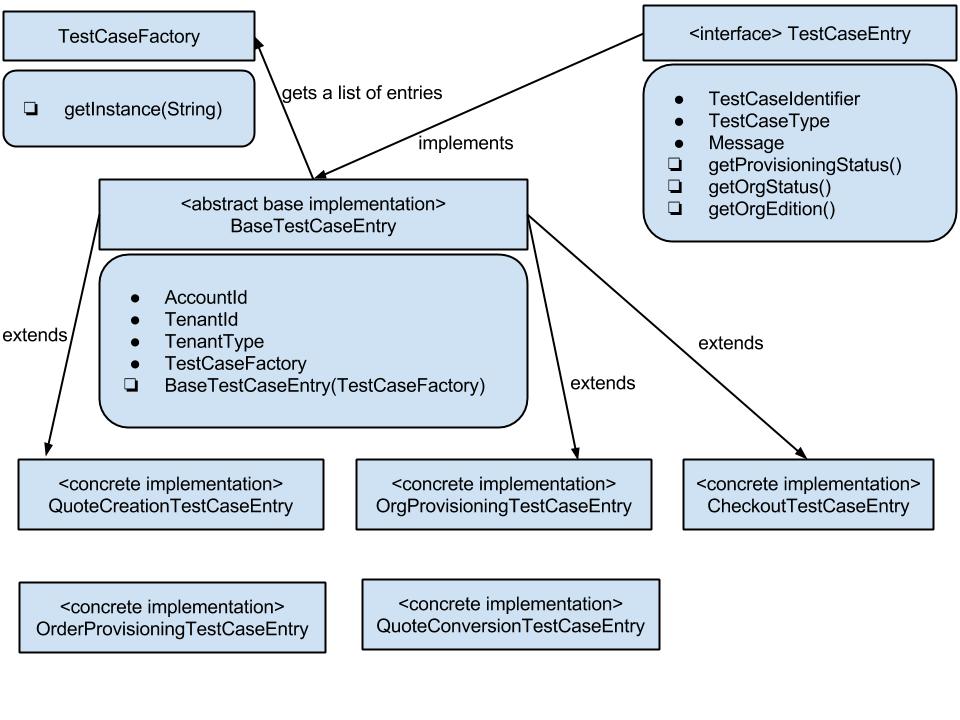 TestCaseFactory
getInstance(String)
<interface> TestCaseEntry
TestCaseIdentifier
TestCaseType
Message
getProvisioningStatus()
getOrgStatus()
getOrgEdition()
gets a list of entries
implements
<abstract base implementation>
BaseTestCaseEntry
AccountId
TenantId
TenantType
TestCaseFactory
BaseTestCaseEntry(TestCaseFactory)
extends
extends
extends
<concrete implementation>
QuoteCreationTestCaseEntry
<concrete implementation>
OrgProvisioningTestCaseEntry
<concrete implementation>
CheckoutTestCaseEntry
<concrete implementation>
OrderProvisioningTestCaseEntry
<concrete implementation>
QuoteConversionTestCaseEntry